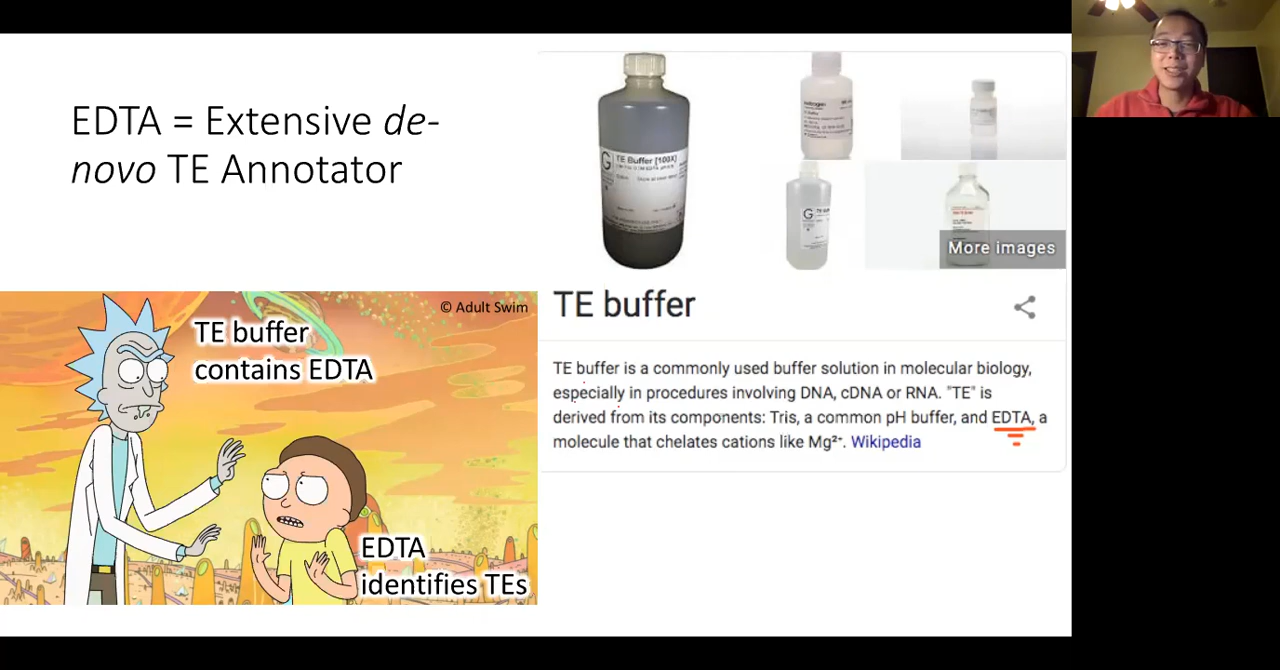 EDTA = Extensive de-
novo TE Annotator
TE Buffer [100X]
More images
TE buffer
TE buffer is a commonly used buffer solution in molecular biology,
especially in procedures involving DNA, cDNA or RNA. "TE" is
derived from its components: Tris, a common pH buffer, and EDTA, a
molecule that chelates cations like Mg²⁺. Wikipedia
© Adult Swim
TE buffer
contains EDTA
EDTA
identifies TEs